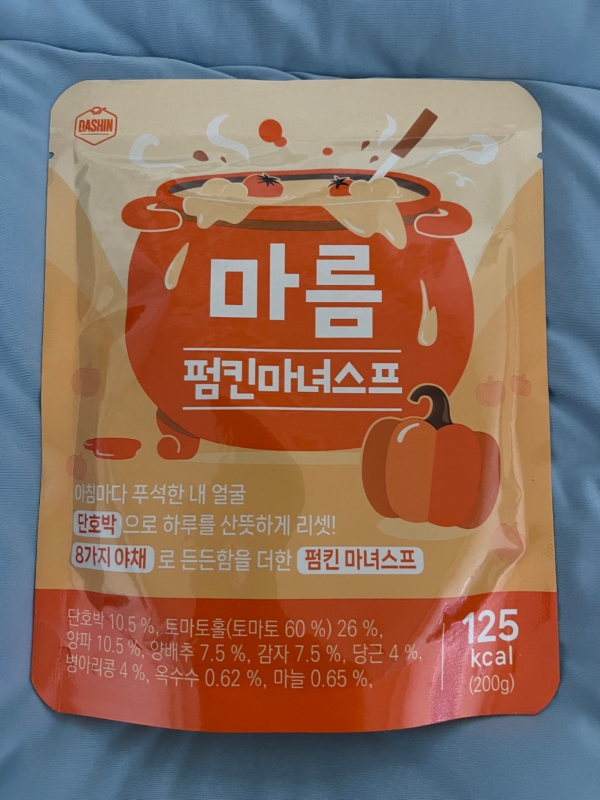 DASHIN
마름
펌킨마녀스프
아침마다 푸석한 내 얼굴
단호박 으로 하루를 산뜻하게 리셋!
8가지 야채 로 든든함을 더한 펌킨 마녀스프
단호박 10.5 %, 토마토홀(토마토 60 %) 26 %,
양파 10.5 %, 양배추 7.5 %, 감자 7.5 %, 당근 4 %,
병아리콩 4 %, 옥수수 0.62 %, 마늘 0.65 %,
125
kcal
(200g)